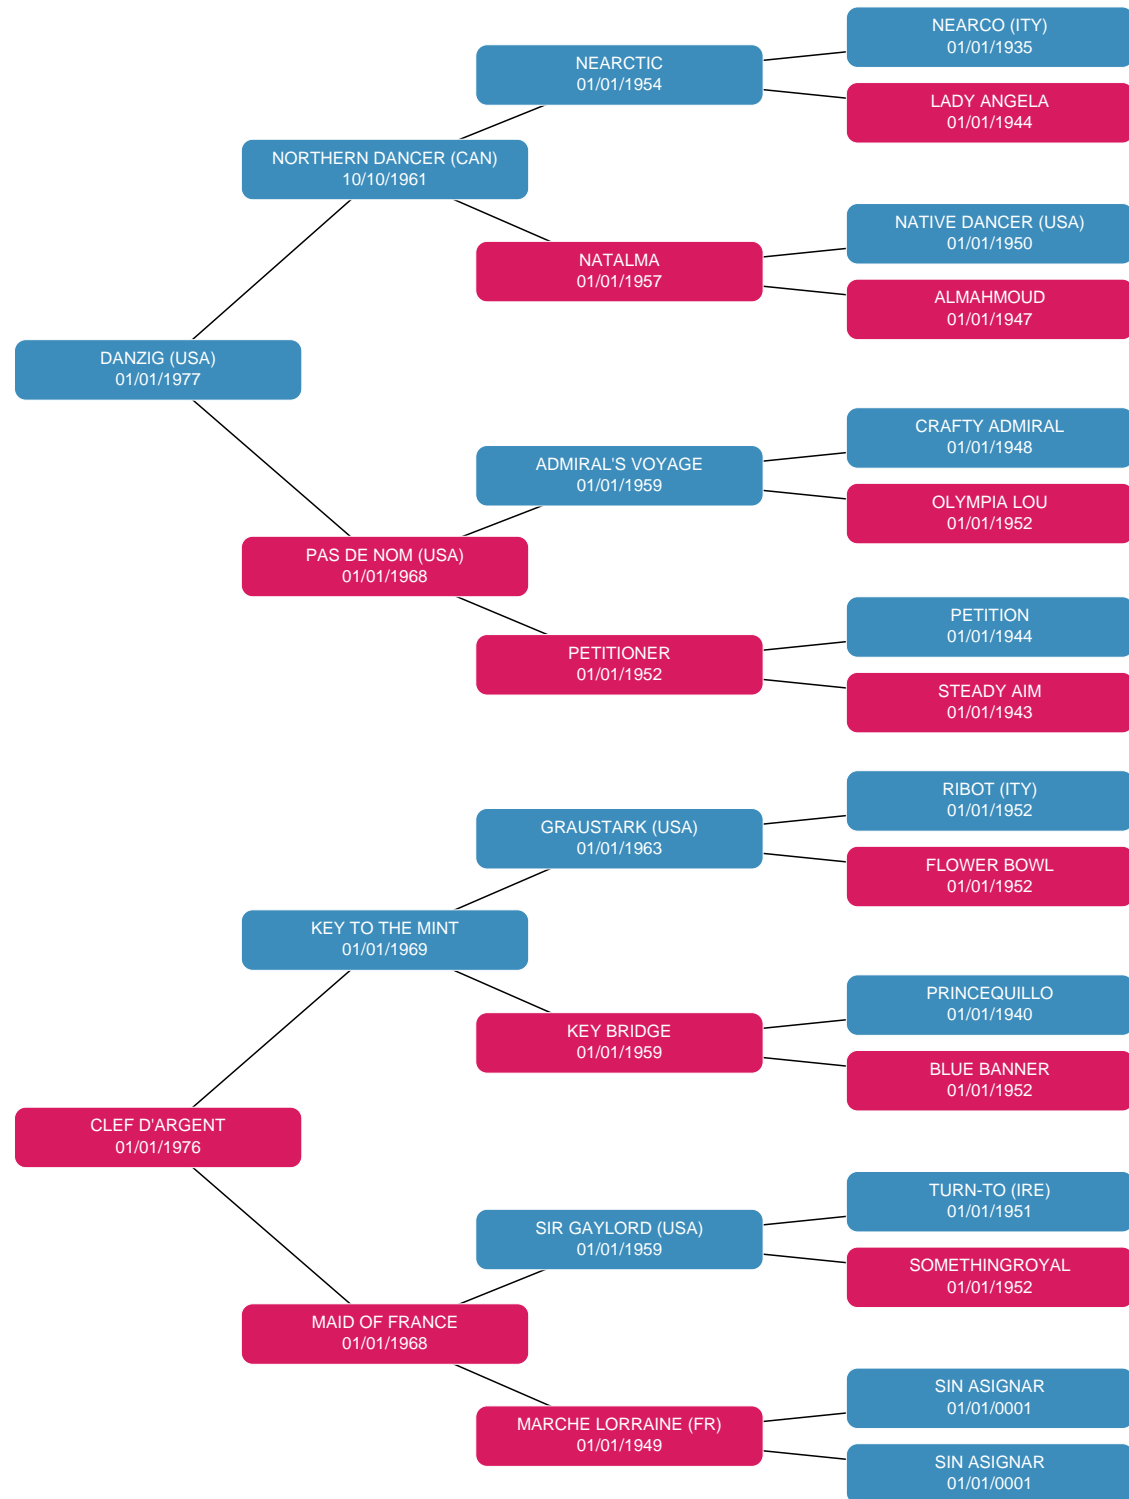 NEARCO (ITY)
01/01/1935
NEARCTIC
01/01/1954
LADY ANGELA
01/01/1944
NORTHERN DANCER (CAN)
10/10/1961
NATIVE DANCER (USA)
01/01/1950
NATALMA
01/01/1957
ALMAHMOUD
01/01/1947
DANZIG (USA)
01/01/1977
CRAFTY ADMIRAL
01/01/1948
ADMIRAL'S VOYAGE
01/01/1959
OLYMPIA LOU
01/01/1952
PAS DE NOM (USA)
01/01/1968
PETITION
01/01/1944
PETITIONER
01/01/1952
STEADY AIM
01/01/1943
RIBOT (ITY)
01/01/1952
GRAUSTARK (USA)
01/01/1963
FLOWER BOWL
01/01/1952
KEY TO THE MINT
01/01/1969
PRINCEQUILLO
01/01/1940
KEY BRIDGE
01/01/1959
BLUE BANNER
01/01/1952
CLEF D'ARGENT
01/01/1976
TURN-TO (IRE)
01/01/1951
SIR GAYLORD (USA)
01/01/1959
SOMETHINGROYAL
01/01/1952
MAID OF FRANCE
01/01/1968
SIN ASIGNAR
01/01/0001
MARCHE LORRAINE (FR)
01/01/1949
SIN ASIGNAR
01/01/0001